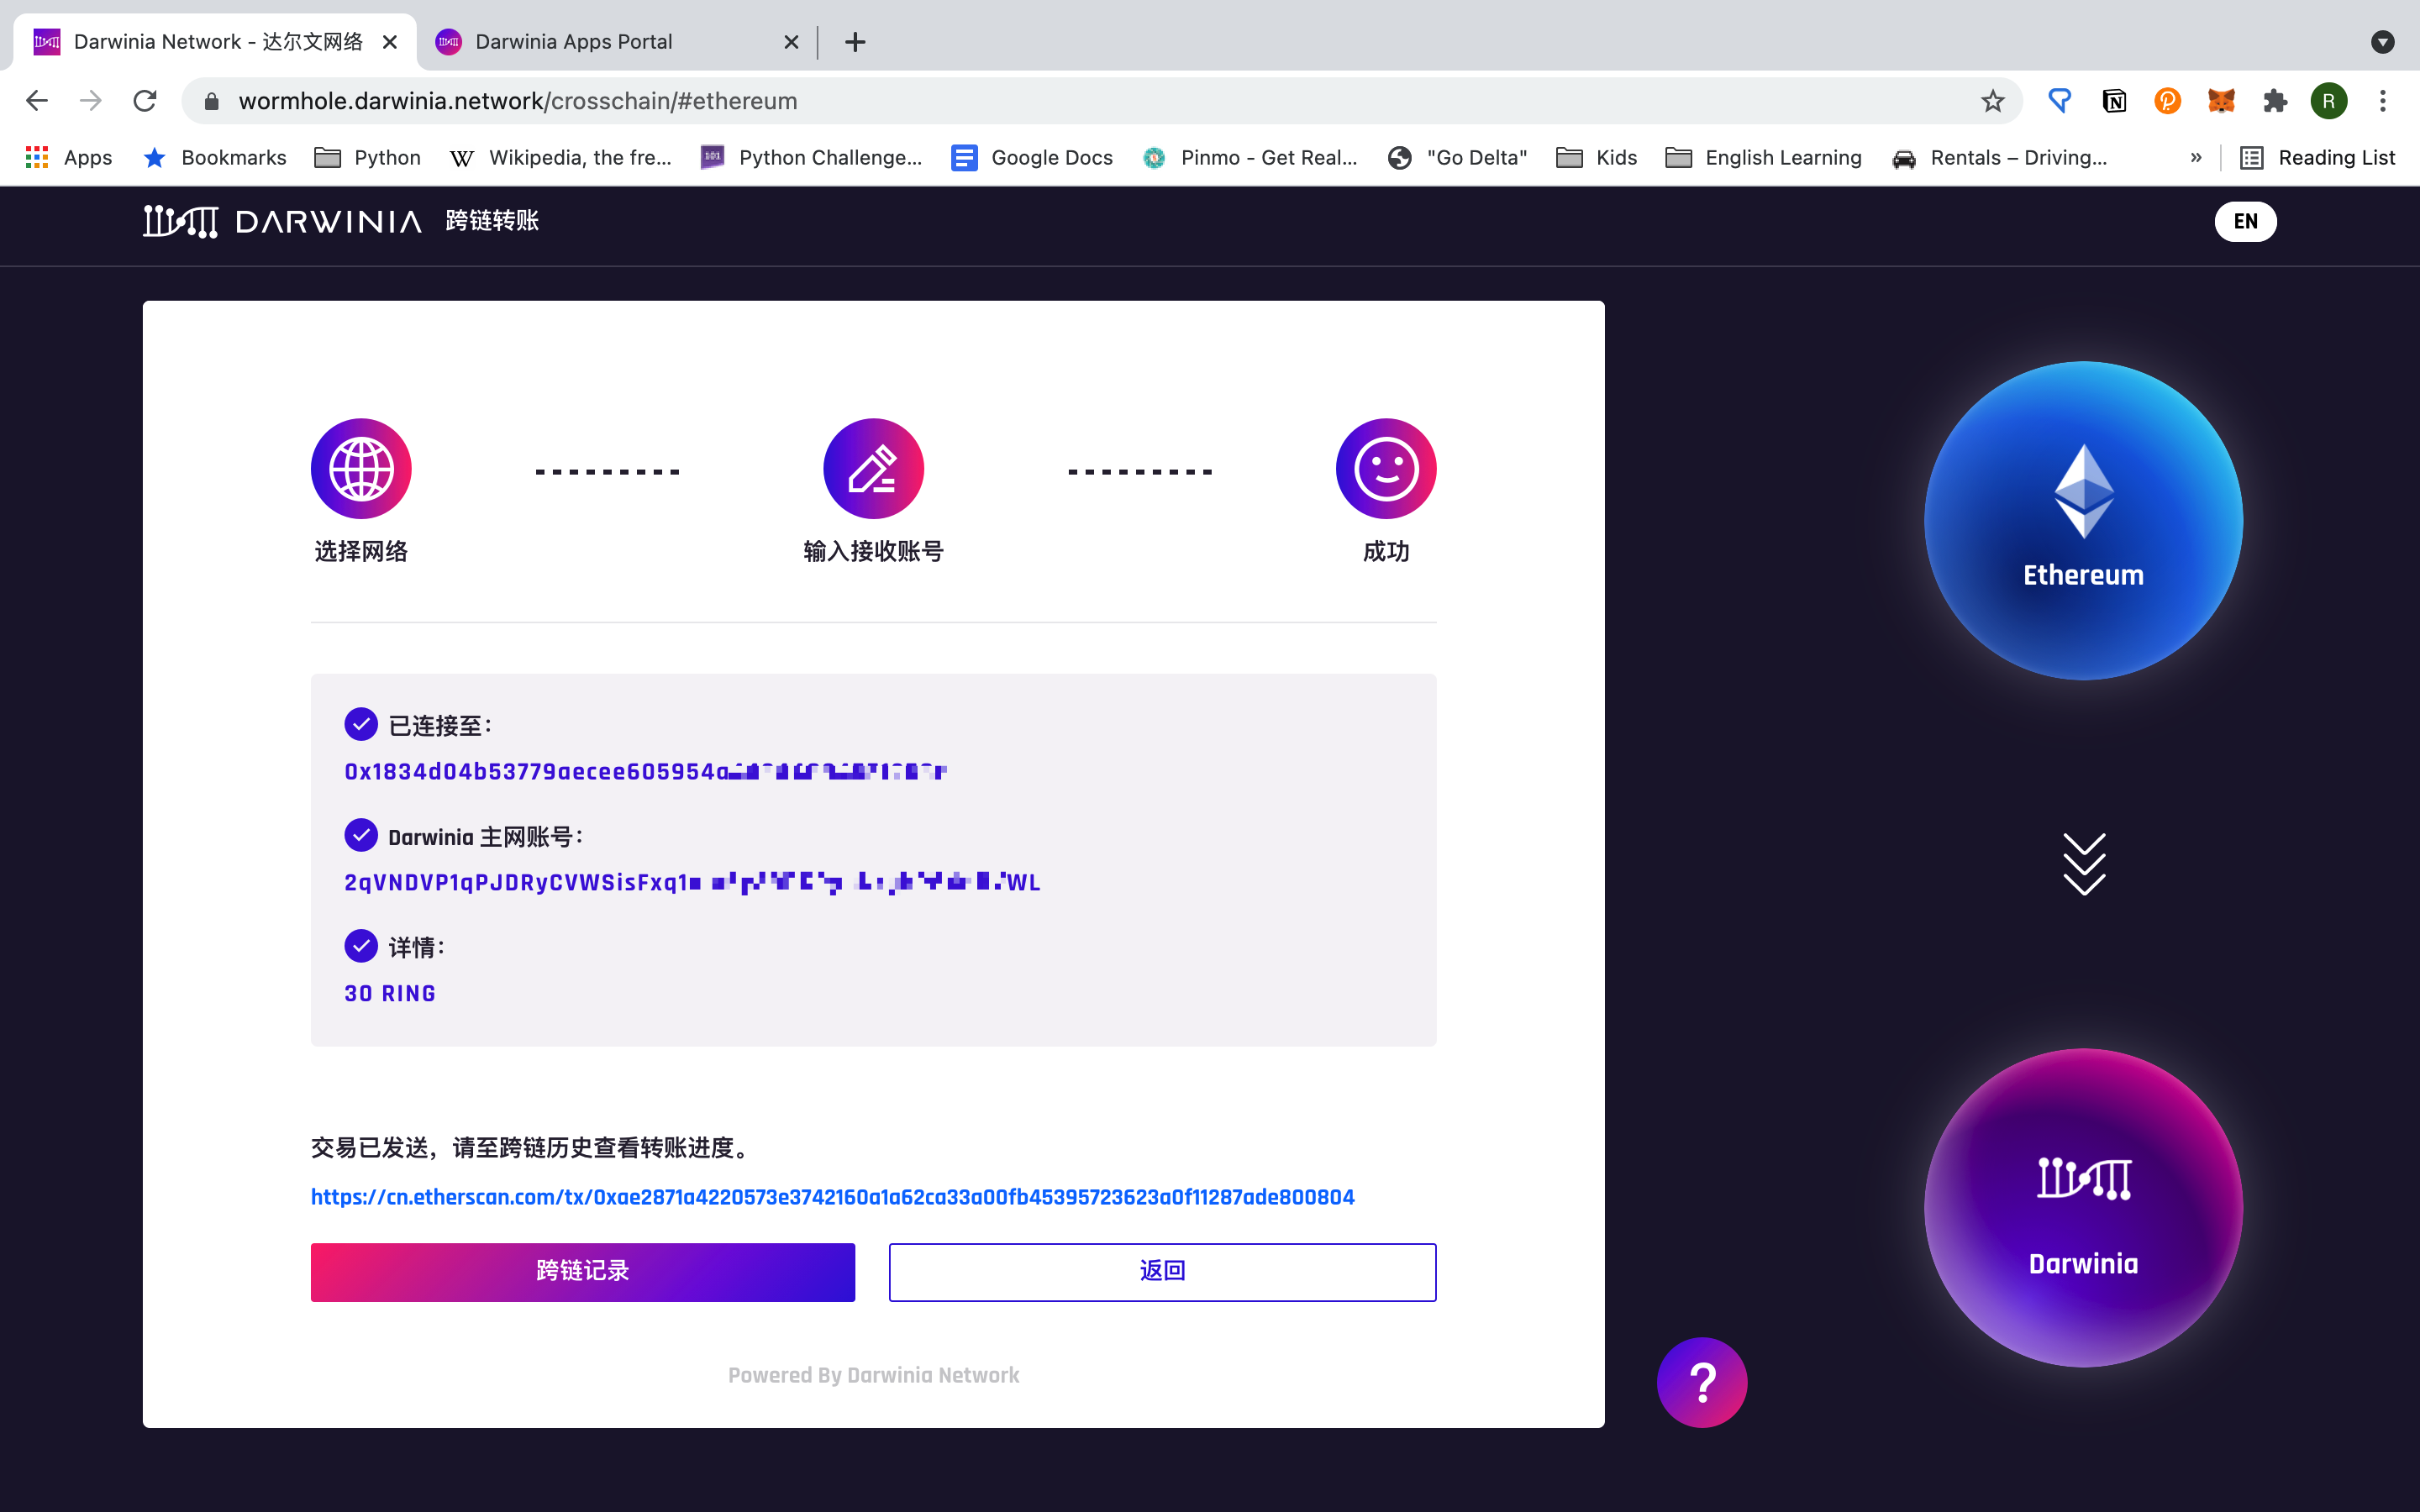 Darwinia Network - 达尔文网络
Darwinia Apps Portal
wormhole.darwinia.network/crosschain/#ethereum
R
Apps
Bookmarks
Python
Wikipedia, the fre...
Python Challenge...
Google Docs
Pinmo - Get Real...
"Go Delta"
Kids
English Learning
Rentals – Driving...
»
Reading List
DARWINIA 跨链转账
EN
选择网络
输入接收账号
成功
已连接至：
0x1834d04b53779aecee605954a
Darwinia 主网账号：
2qVNDVP1qPJDRyCVWSisFxq1 WL
详情：
30 RING
交易已发送，请至跨链历史查看转账进度。
https://cn.etherscan.com/tx/0xae2871a4220573e3742160a1a62ca33a00fb45395723623a0f11287ade800804
跨链记录
返回
Powered By Darwinia Network
Ethereum
Darwinia
?